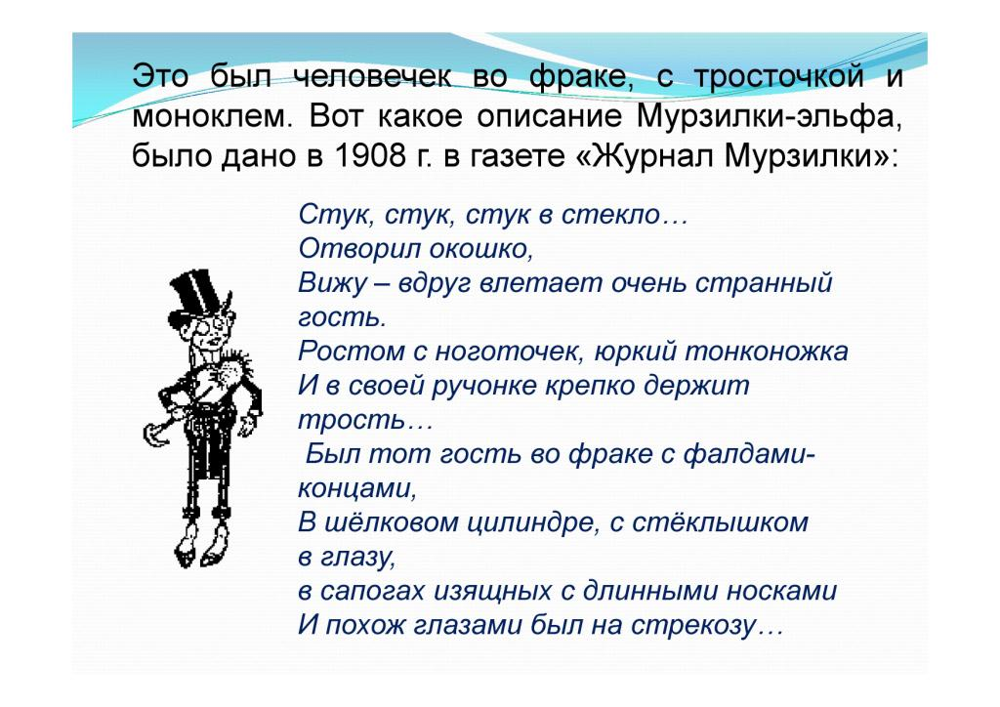 Это был человечек во фраке, с тросточкой и
моноклем. Вот какое описание Мурзилки-эльфа,
было дано в 1908 г. в газете «Журнал Мурзилки»:
Стук, стук, стук в стекло…
Отворил окошко,
Вижу – вдруг влетает очень странный
гость.
Ростом с ноготочек, юркий тонконожка
И в своей ручонке крепко держит
трость…
Был тот гость во фраке с фалдами-
концами,
В шёлковом цилиндре, с стёклышком
в глазу,
в сапогах изящных с длинными носками
И похож глазами был на стрекозу…